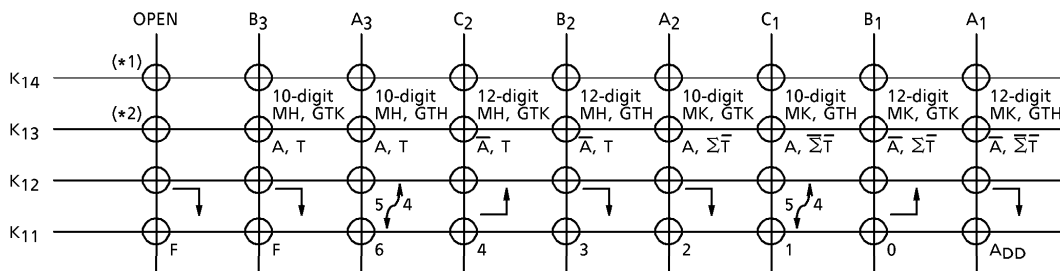 OPEN B3 A3 C2 B2 A2 C1 B1 A1
(*1)
K14
10-digit 10-digit 12-digit 12-digit 10-digit 10-digit 12-digit 12-digit
(*2) MH, GTK MH, GTH MH, GTK MH, GTH MK, GTK MK, GTH MK, GTK MK, GTH
K13
A, T A, T A̅, T A̅, T A, ΣT̅ A, Σ̅T̅ A̅, ΣT̅ A̅, Σ̅T̅
K12
5 4 5 4
K11
F F 6 4 3 2 1 0 ADD